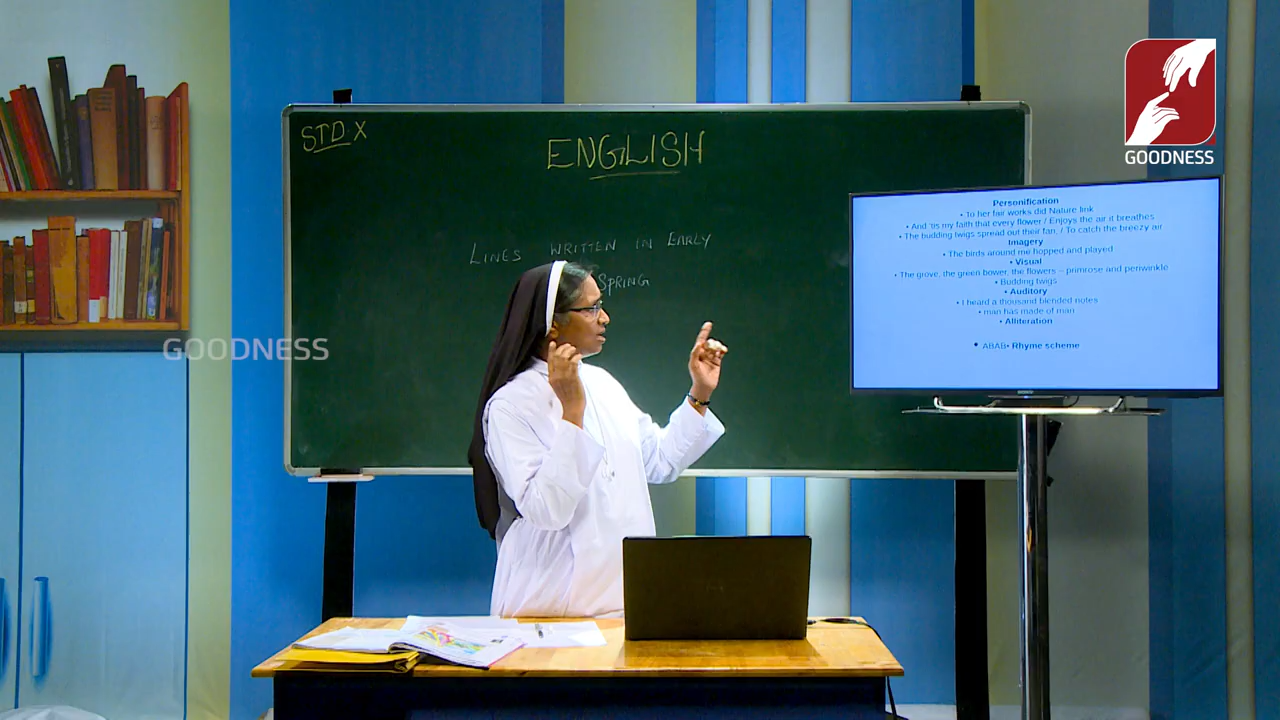 STD X
ENGLISH
LINES WRITTEN IN EARLY
SPRING
GOODNESS
GOODNESS
Personification
• To her fair works did Nature link
• And 'tis my faith that every flower / Enjoys the air it breathes
• The budding twigs spread out their fan, / To catch the breezy air
Imagery
• The birds around me hopped and played
• Visual
• The grove, the green bower, the flowers – primrose and periwinkle
• Budding twigs
• Auditory
• I heard a thousand blended notes
• man has made of man
• Alliteration
• ABAB• Rhyme scheme